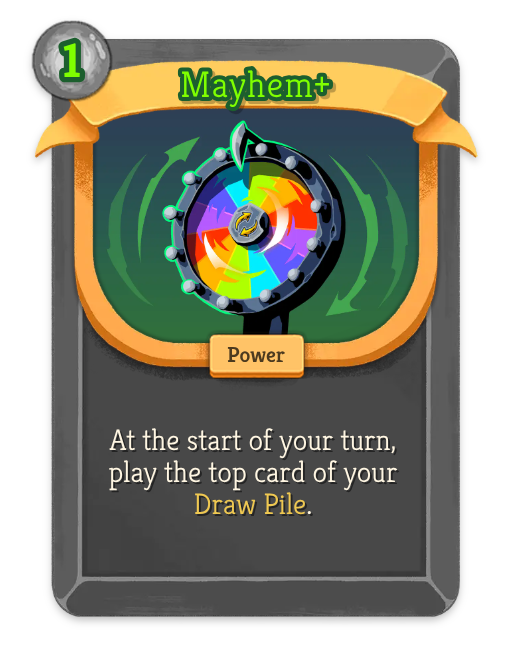 1
Mayhem+
Power
At the start of your turn,
play the top card of your
Draw Pile.